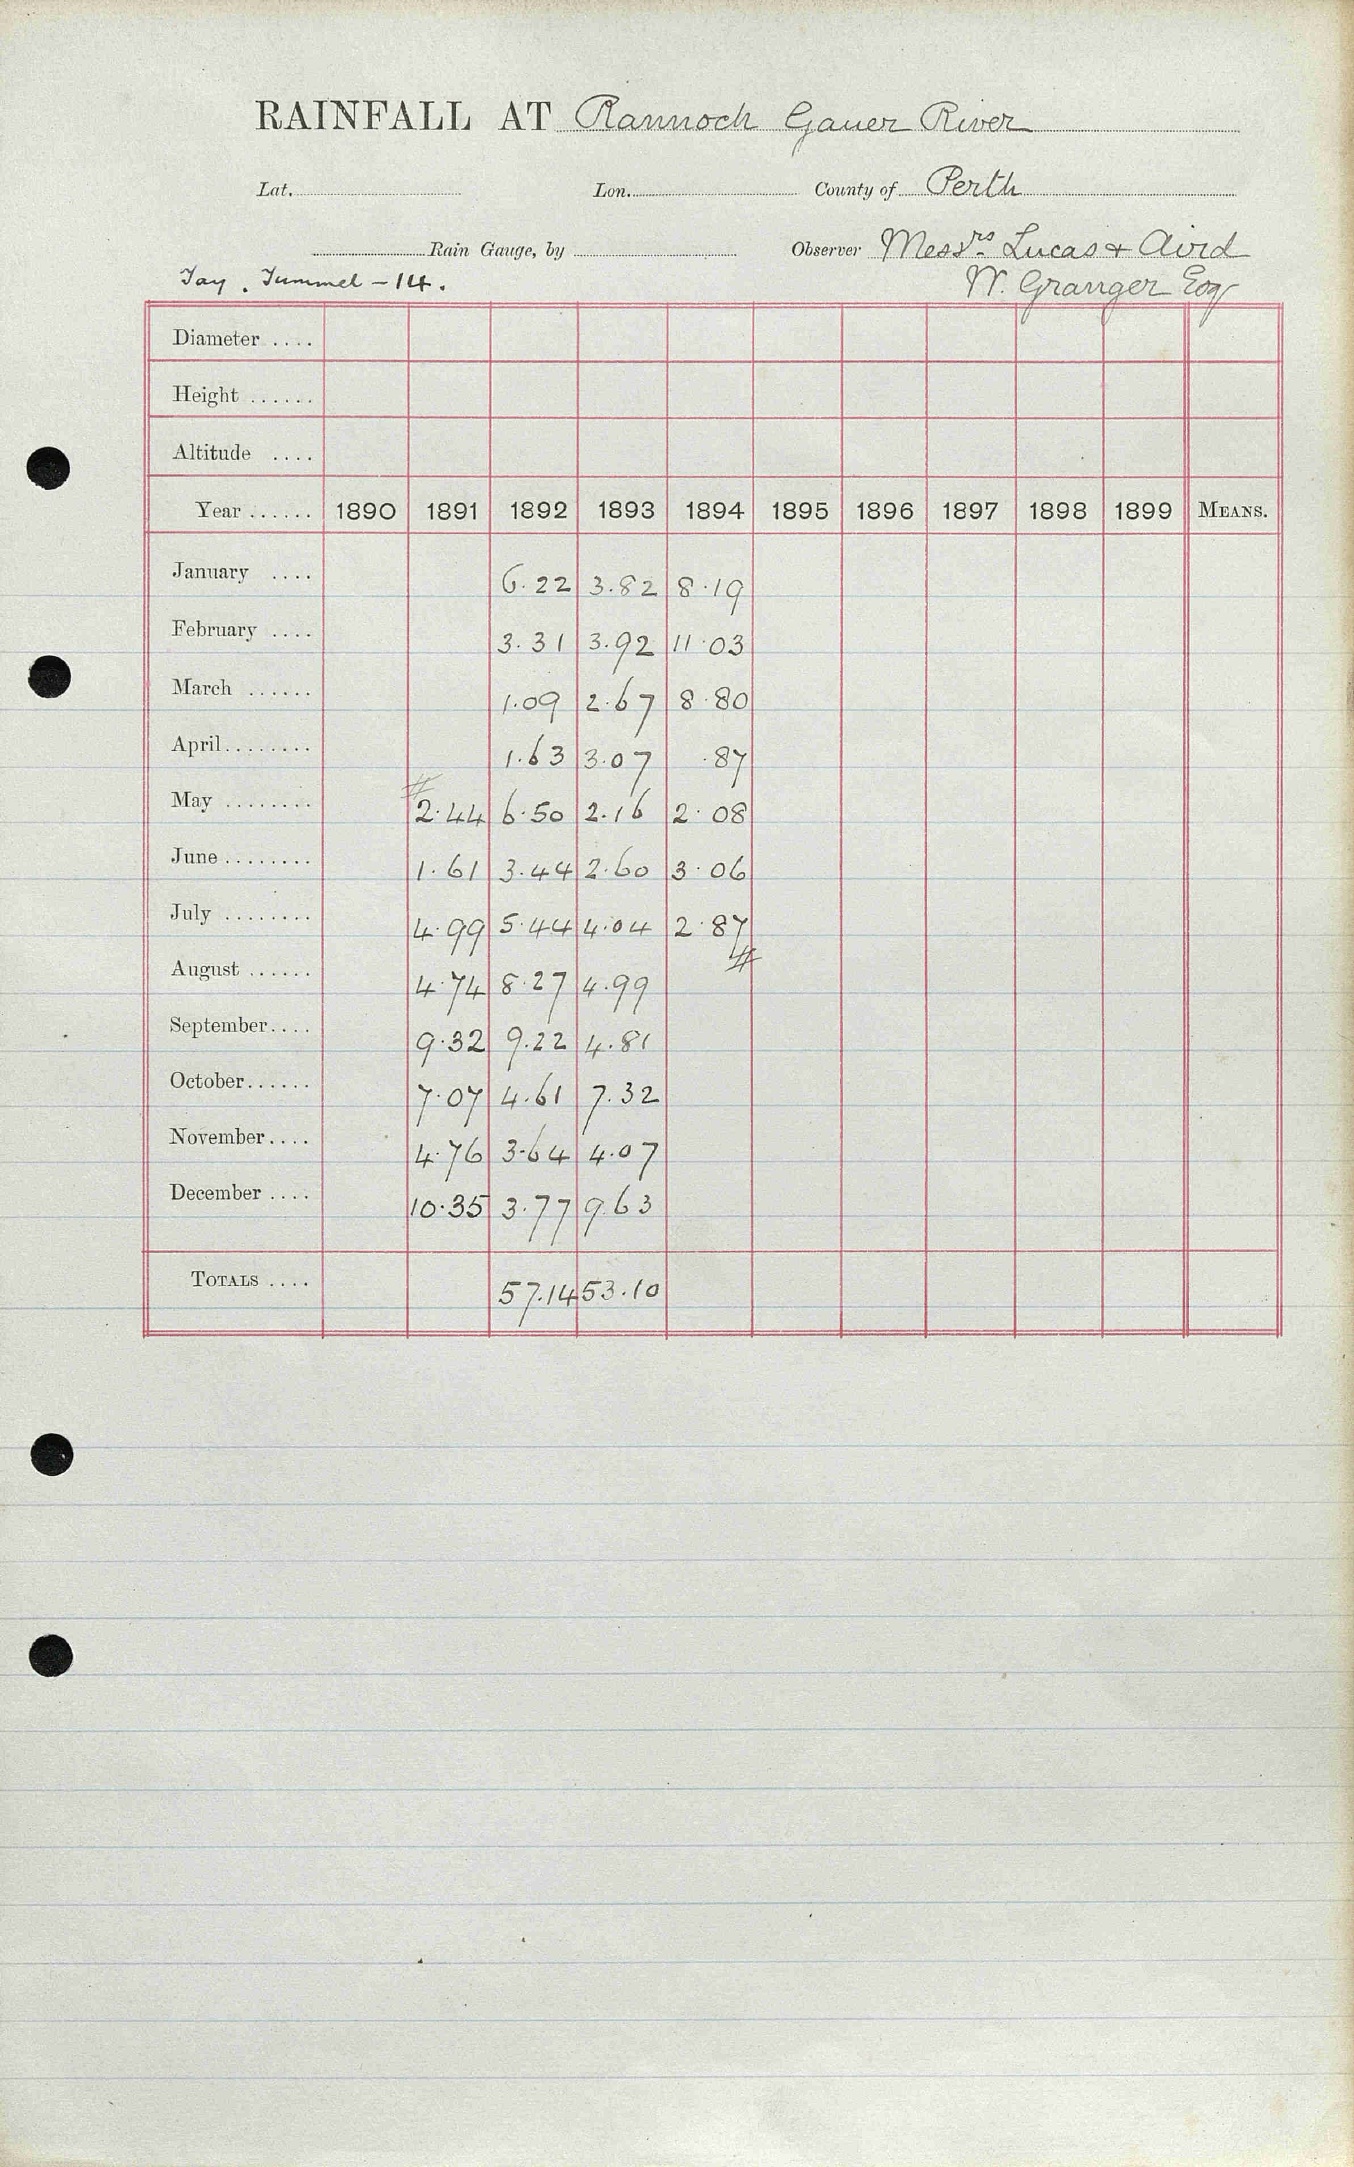 RAINFALL AT Rannoch Gauer River
Lat. Lon. County of Perth
Rain Gauge, by Observer Messrs. Lucas & Aird
Tay. Tummel - 14. W. Granger Esq
Diameter ....
Height ......
Altitude ....
Year ...... 1890 1891 1892 1893 1894 1895 1896 1897 1898 1899 MEANS.
January .... 6.22 3.82 8.19
February .... 3.31 3.92 11.03
March ...... 1.09 2.67 8.80
April........ 1.63 3.07 .87
May ........ 2.44 6.50 2.16 2.08
June ........ 1.61 3.44 2.60 3.06
July ........ 4.99 5.44 4.04 2.87
August ...... 4.74 8.27 4.99
September.... 9.32 9.22 4.81
October...... 7.07 4.61 7.32
November.... 4.76 3.64 4.07
December .... 10.35 3.77 9.63
TOTALS .... 57.14 53.10